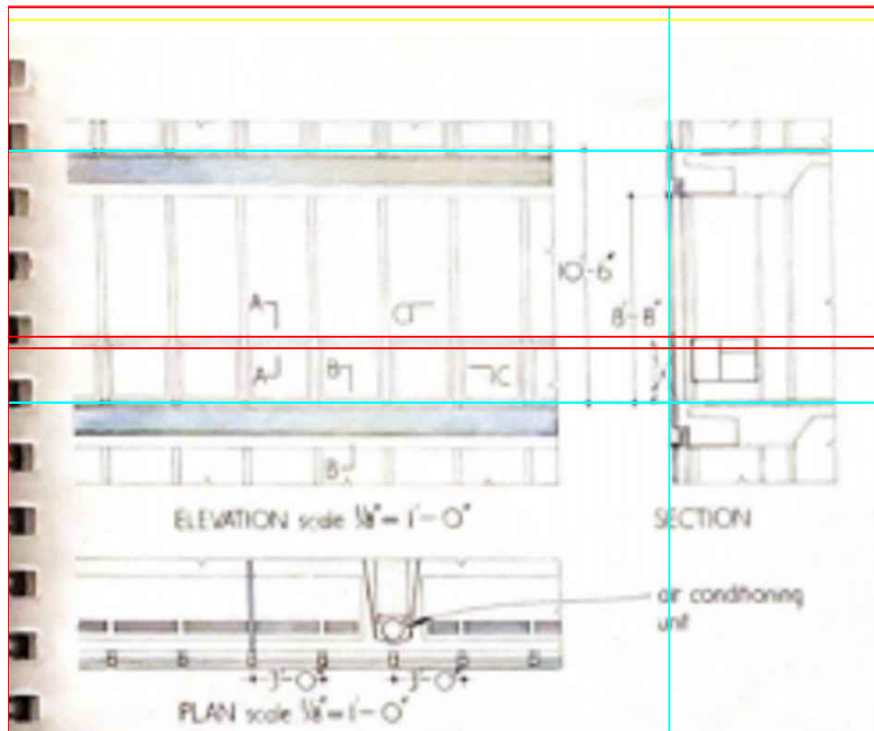 10'-6"
8'-8"
A
A
B
C
B
ELEVATION scale ⅛"=1'-0"
SECTION
air conditioning
unit
3'-0"
3'-0"
PLAN scale ⅛"=1'-0"